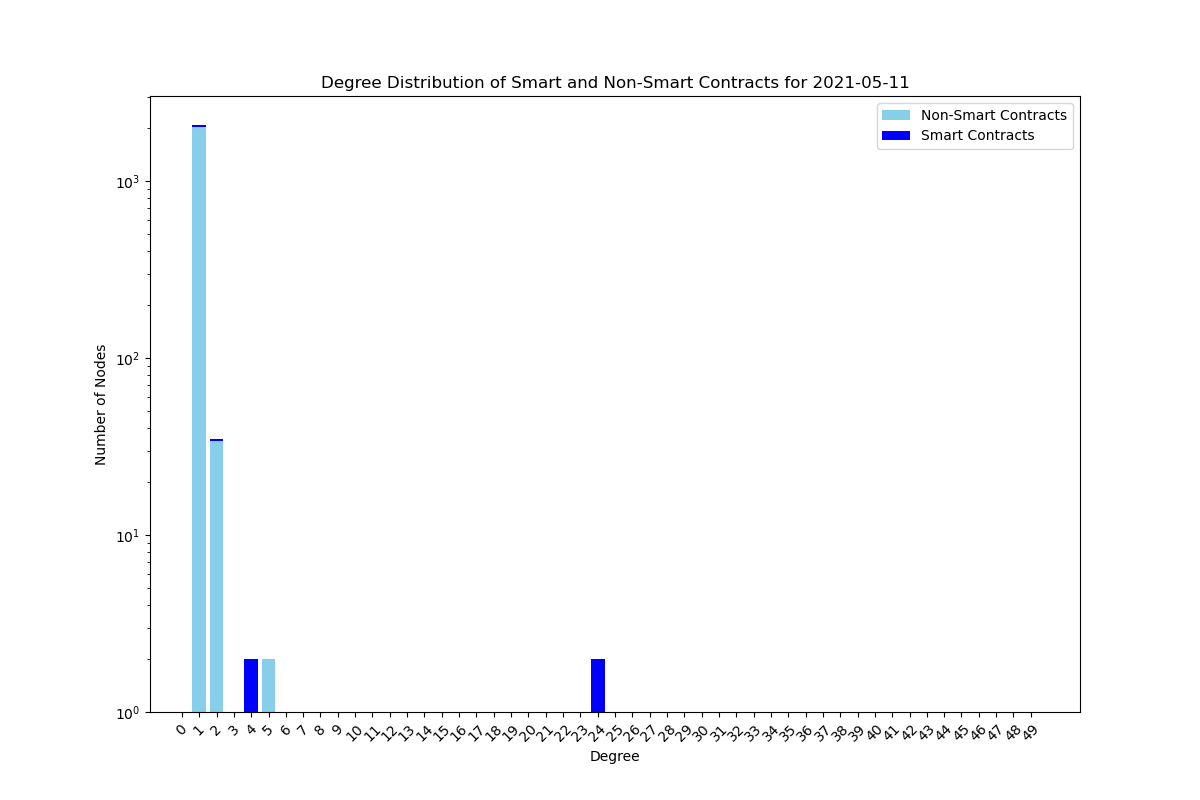 Degree Distribution of Smart and Non-Smart Contracts for 2021-05-11
Non-Smart Contracts
Smart Contracts
Number of Nodes
10³
10²
10¹
10⁰
0 1 2 3 4 5 6 7 8 9 10 11 12 13 14 15 16 17 18 19 20 21 22 23 24 25 26 27 28 29 30 31 32 33 34 35 36 37 38 39 40 41 42 43 44 45 46 47 48 49
Degree